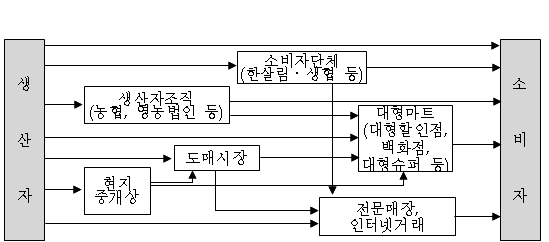 생
산
자
소비자단체
(한살림·생협 등)
생산자조직
(농협, 영농법인 등)
대형마트
(대형할인점,
백화점,
대형슈퍼 등)
도매시장
현지
중개상
전문매장,
인터넷거래
소
비
자